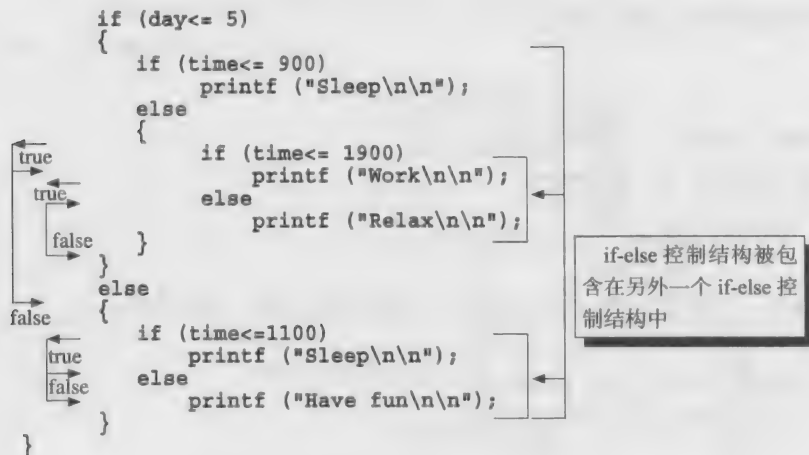 if (day<= 5)
{
if (time<= 900)
printf ("Sleep\n\n");
else
{
true
if (time<= 1900)
printf ("Work\n\n");
true
else
printf ("Relax\n\n");
false
}
}
else
false
{
if (time<=1100)
true
printf ("Sleep\n\n");
else
false
printf ("Have fun\n\n");
}
}
if-else 控制结构被包
含在另外一个 if-else 控
制结构中